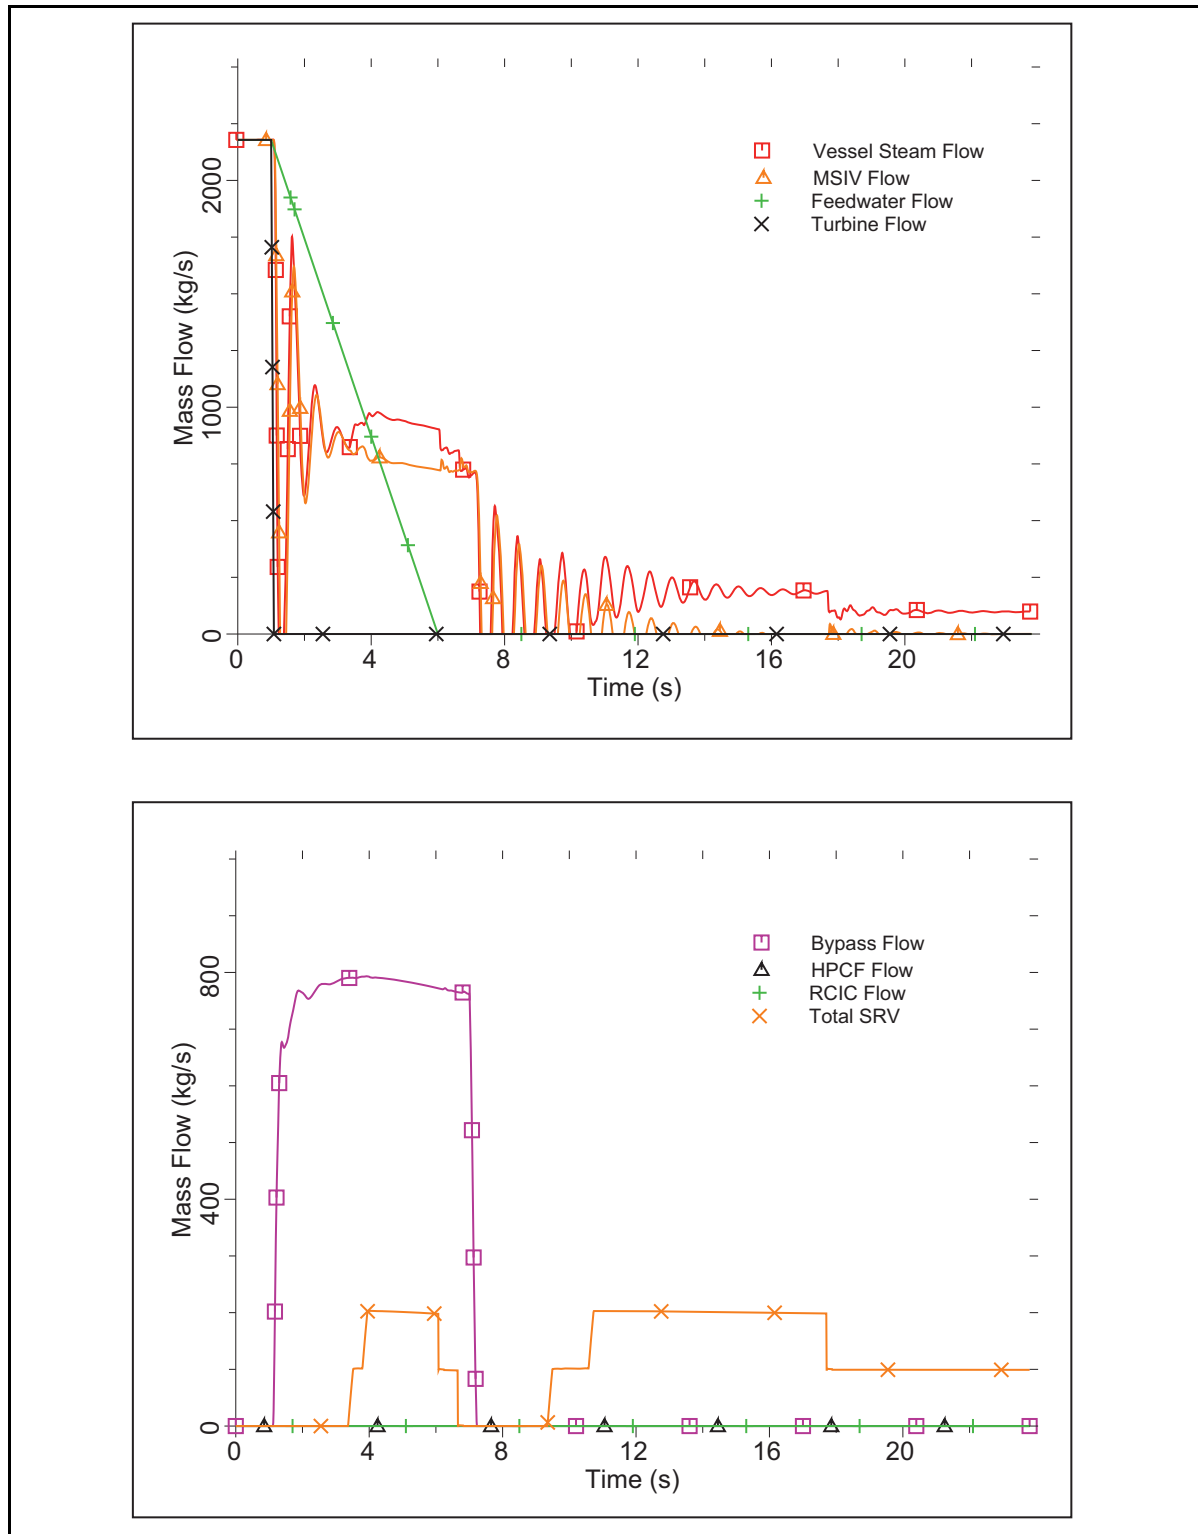 Vessel Steam Flow
MSIV Flow
Feedwater Flow
Turbine Flow
Mass Flow (kg/s)
2000
1000
0
0 4 8 12 16 20
Time (s)
Bypass Flow
HPCF Flow
RCIC Flow
Total SRV
Mass Flow (kg/s)
800
400
0
0 4 8 12 16 20
Time (s)